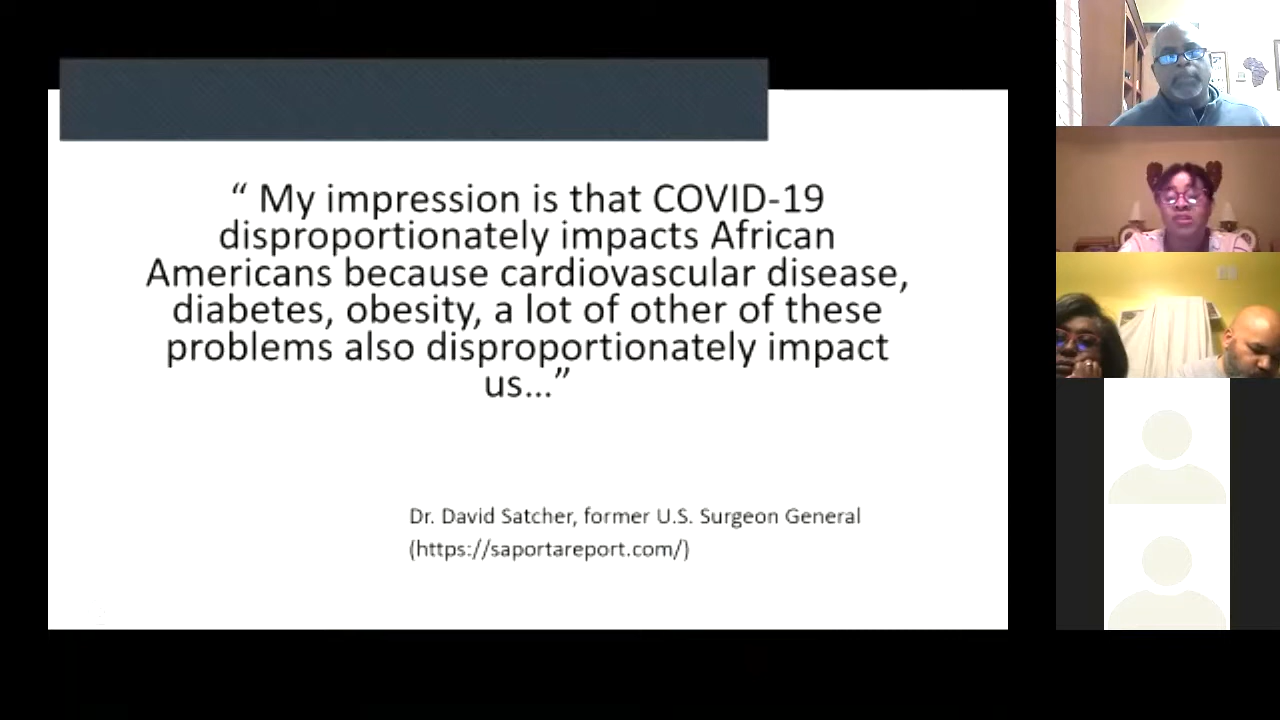 “ My impression is that COVID-19
disproportionately impacts African
Americans because cardiovascular disease,
diabetes, obesity, a lot of other of these
problems also disproportionately impact
us...”
Dr. David Satcher, former U.S. Surgeon General
(https://saportareport.com/)